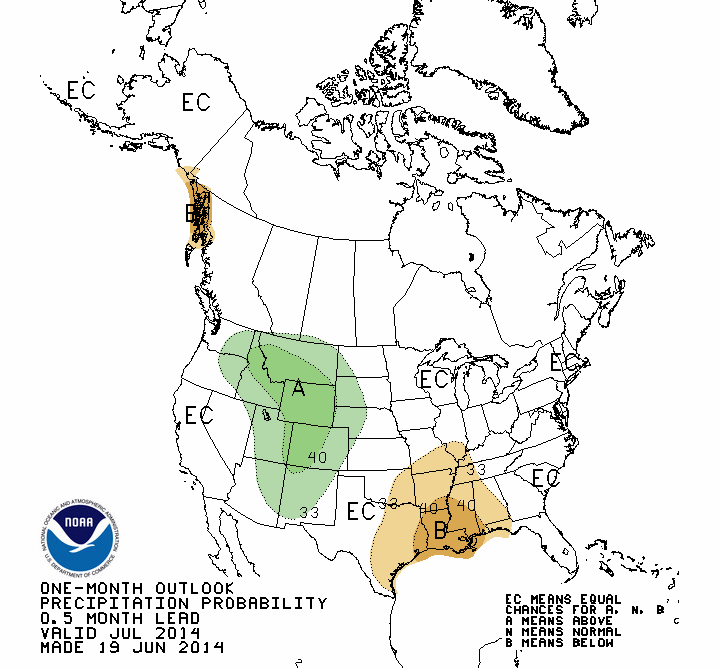 EC
EC
B
EC
EC
A
EC
33
40
EC
33
EC
33
40
40
B
33
NOAA
NATIONAL OCEANIC AND ATMOSPHERIC ADMINISTRATION
U.S. DEPARTMENT OF COMMERCE
ONE-MONTH OUTLOOK
PRECIPITATION PROBABILITY
0.5 MONTH LEAD
VALID JUL 2014
MADE 19 JUN 2014
EC MEANS EQUAL
CHANCES FOR A, N, B
A MEANS ABOVE
N MEANS NORMAL
B MEANS BELOW